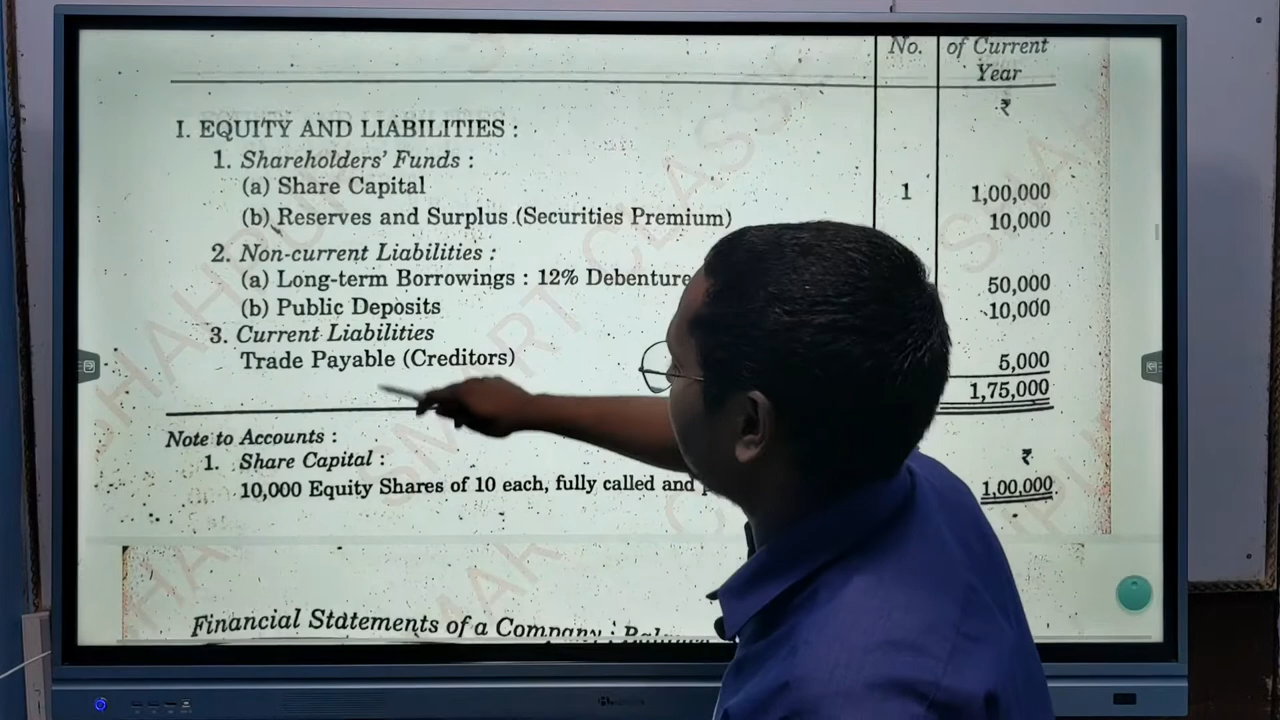 No. of Current
Year
₹
I. EQUITY AND LIABILITIES :
1. Shareholders' Funds :
(a) Share Capital 1 1,00,000
(b) Reserves and Surplus (Securities Premium) 10,000
2. Non-current Liabilities :
(a) Long-term Borrowings : 12% Debenture 50,000
(b) Public Deposits 10,000
3. Current Liabilities
Trade Payable (Creditors) 5,000
1,75,000
Note to Accounts :
1. Share Capital : ₹
10,000 Equity Shares of 10 each, fully called and 1,00,000
Financial Statements of a Company :